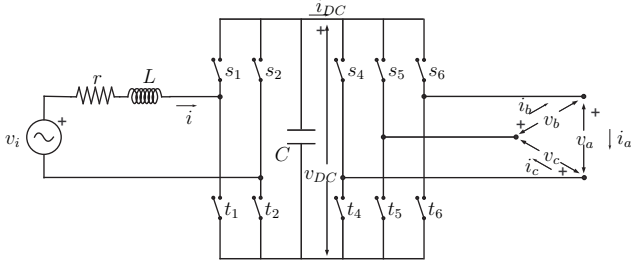 i_DC
+
s_1 s_2 s_4 s_5 s_6
r L
i
i_b v_b +
+
v_i + C v_DC + v_a i_a
v_c
i_c +
t_1 t_2 t_4 t_5 t_6